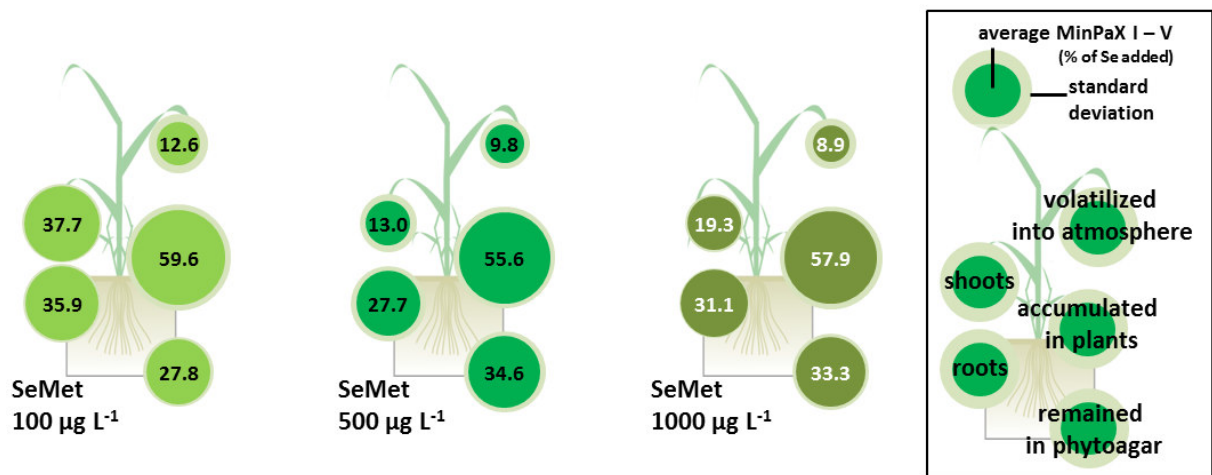 12.6
37.7
59.6
35.9
27.8
SeMet
100 µg L-1
9.8
13.0
55.6
27.7
34.6
SeMet
500 µg L-1
8.9
19.3
57.9
31.1
33.3
SeMet
1000 µg L-1
average MinPaX I – V
(% of Se added)
standard
deviation
volatilized
into atmosphere
shoots
accumulated
in plants
roots
remained
in phytoagar